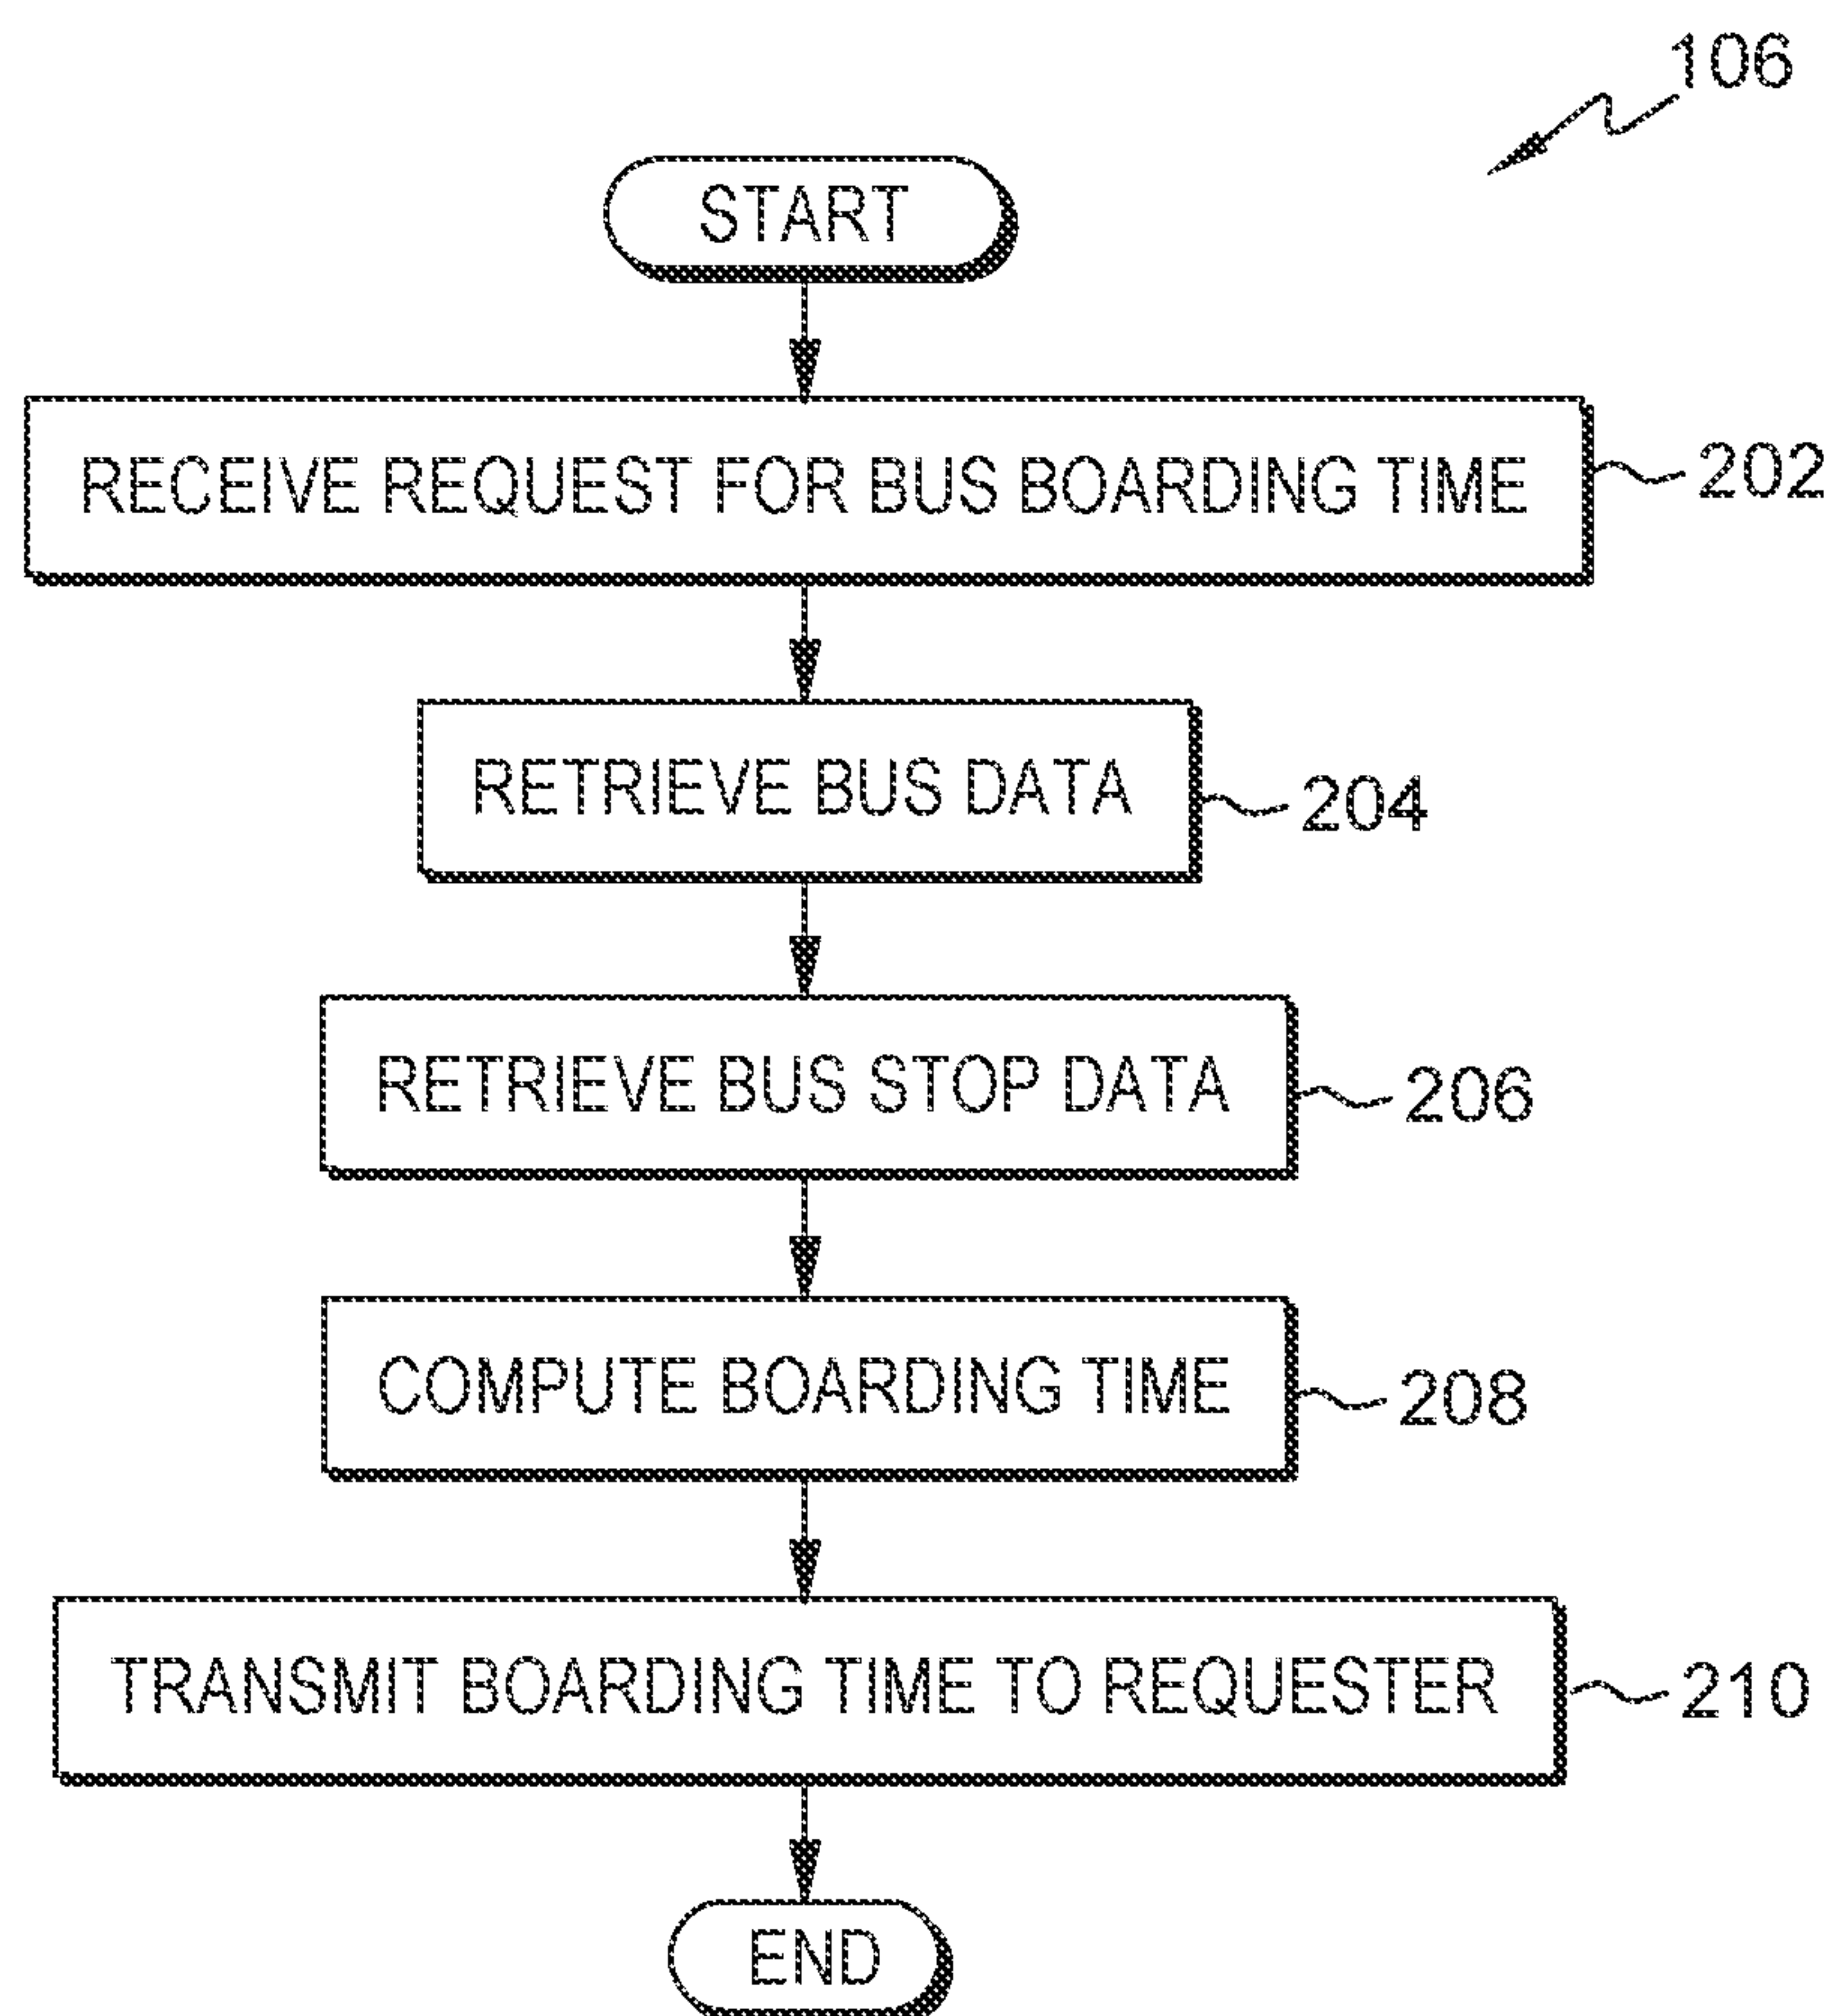 106
START
RECEIVE REQUEST FOR BUS BOARDING TIME
202
RETRIEVE BUS DATA
204
RETRIEVE BUS STOP DATA
206
COMPUTE BOARDING TIME
208
TRANSMIT BOARDING TIME TO REQUESTER
210
END